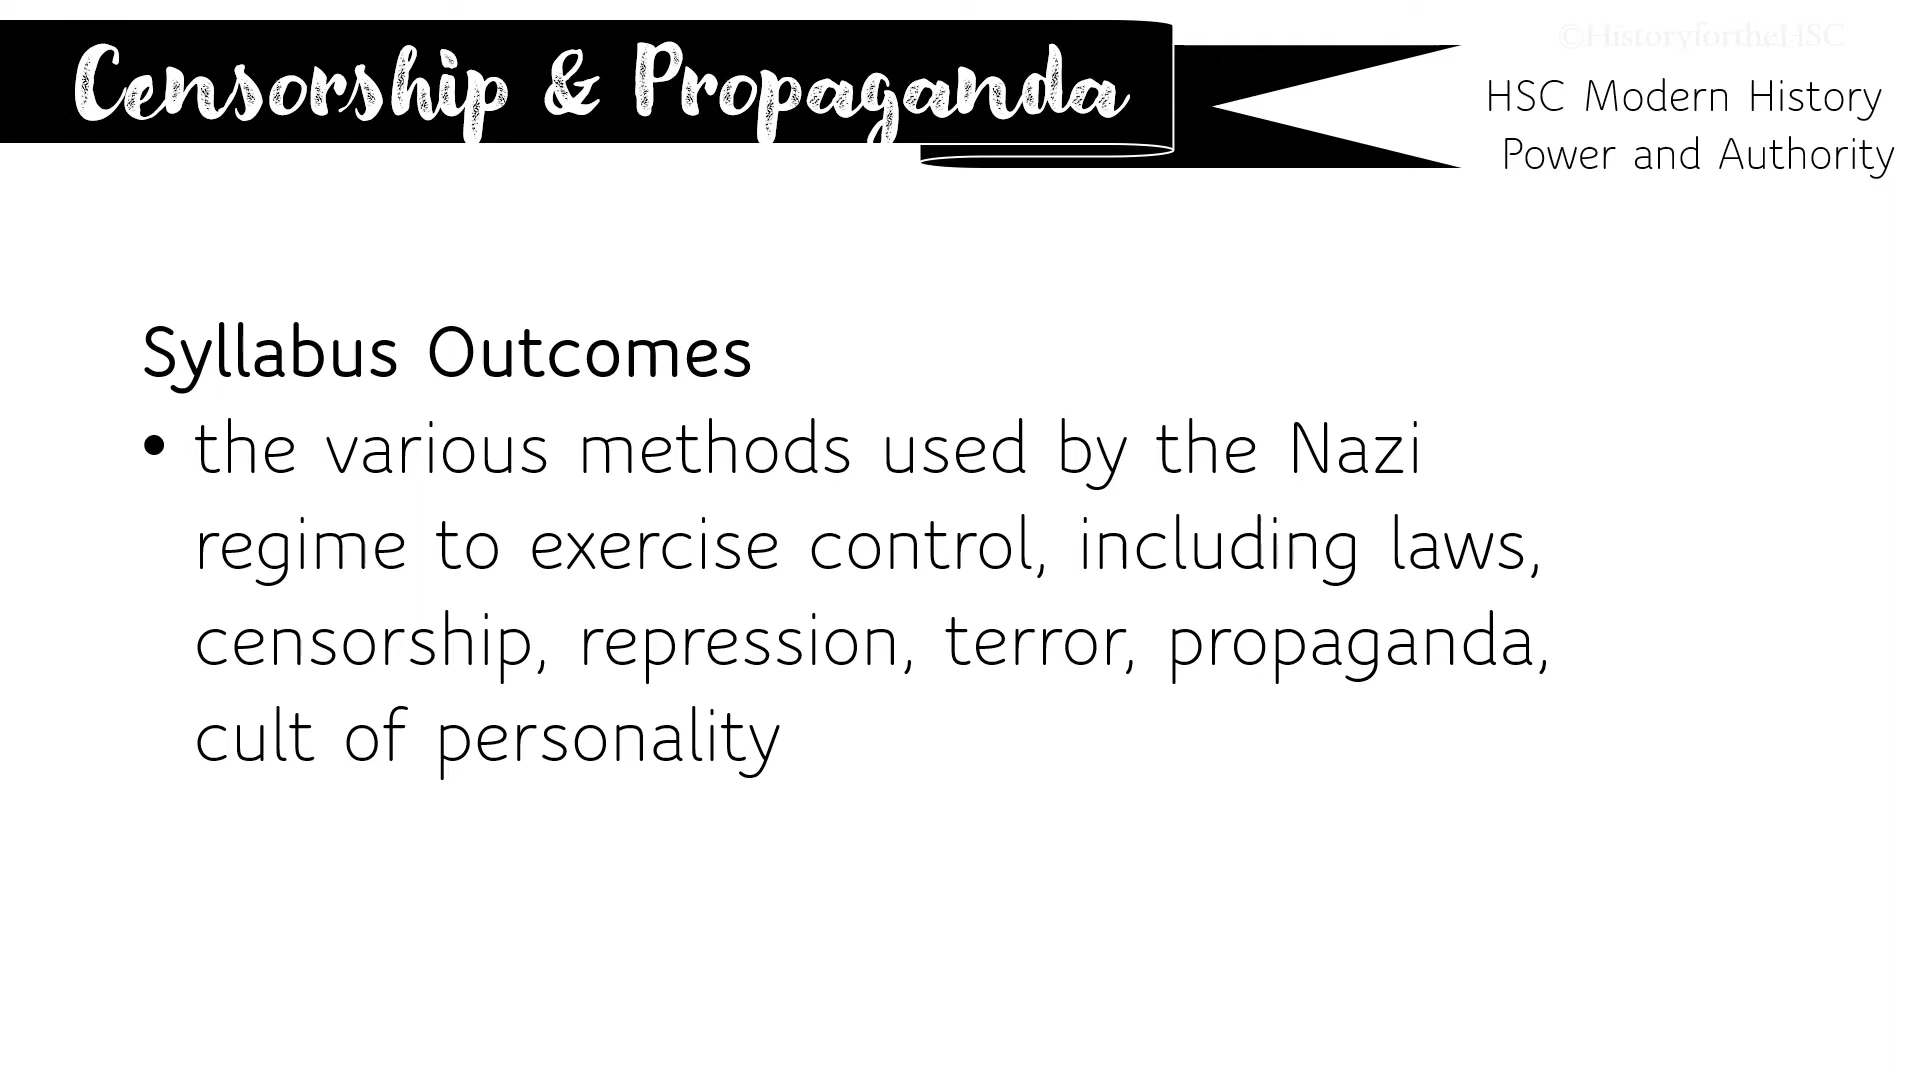 ©HistoryfortheHSC
Censorship & Propaganda
HSC Modern History
Power and Authority
Syllabus Outcomes
• the various methods used by the Nazi
regime to exercise control, including laws,
censorship, repression, terror, propaganda,
cult of personality